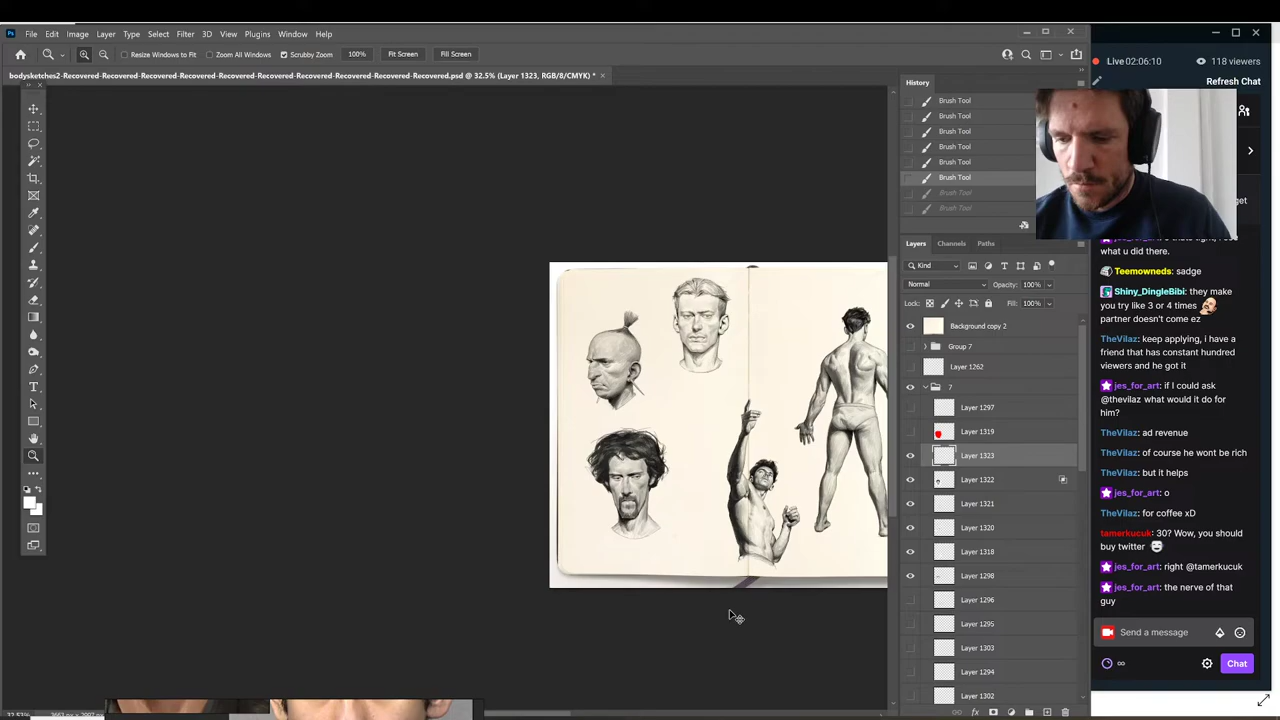 Ps File Edit Image Layer Type Select Filter 3D View Plugins Window Help
Resize Windows to Fit Zoom All Windows Scrubby Zoom 100% Fit Screen Fill Screen
bodysketches2-Recovered-Recovered-Recovered-Recovered-Recovered-Recovered-Recovered-Recovered-Recovered-Recovered.psd @ 32.5% (Layer 1323, RGB/8/CMYK) *
History
Brush Tool
Brush Tool
Brush Tool
Brush Tool
Brush Tool
Brush Tool
Brush Tool
Brush Tool
Layers Channels Paths
Kind
Normal Opacity: 100%
Lock: Fill: 100%
Background copy 2
Group 7
Layer 1262
7
Layer 1297
Layer 1319
Layer 1323
Layer 1322
Layer 1321
Layer 1320
Layer 1318
Layer 1298
Layer 1296
Layer 1295
Layer 1303
Layer 1294
Layer 1302
Live 02:06:10 118 viewers
Refresh Chat
what u did there.
Teemowneds: sadge
Shiny_DingleBibi: they make
you try like 3 or 4 times
partner doesn't come ez
TheVilaz: keep applying, i have a
friend that has constant hundred
viewers and he got it
jes_for_art: if I could ask
@thevilaz what would it do for
him?
TheVilaz: ad revenue
TheVilaz: of course he wont be rich
TheVilaz: but it helps
jes_for_art: o
TheVilaz: for coffee xD
tamerkucuk: 30? Wow, you should
buy twitter
jes_for_art: right @tamerkucuk
jes_for_art: the nerve of that
guy
Send a message
∞ Chat